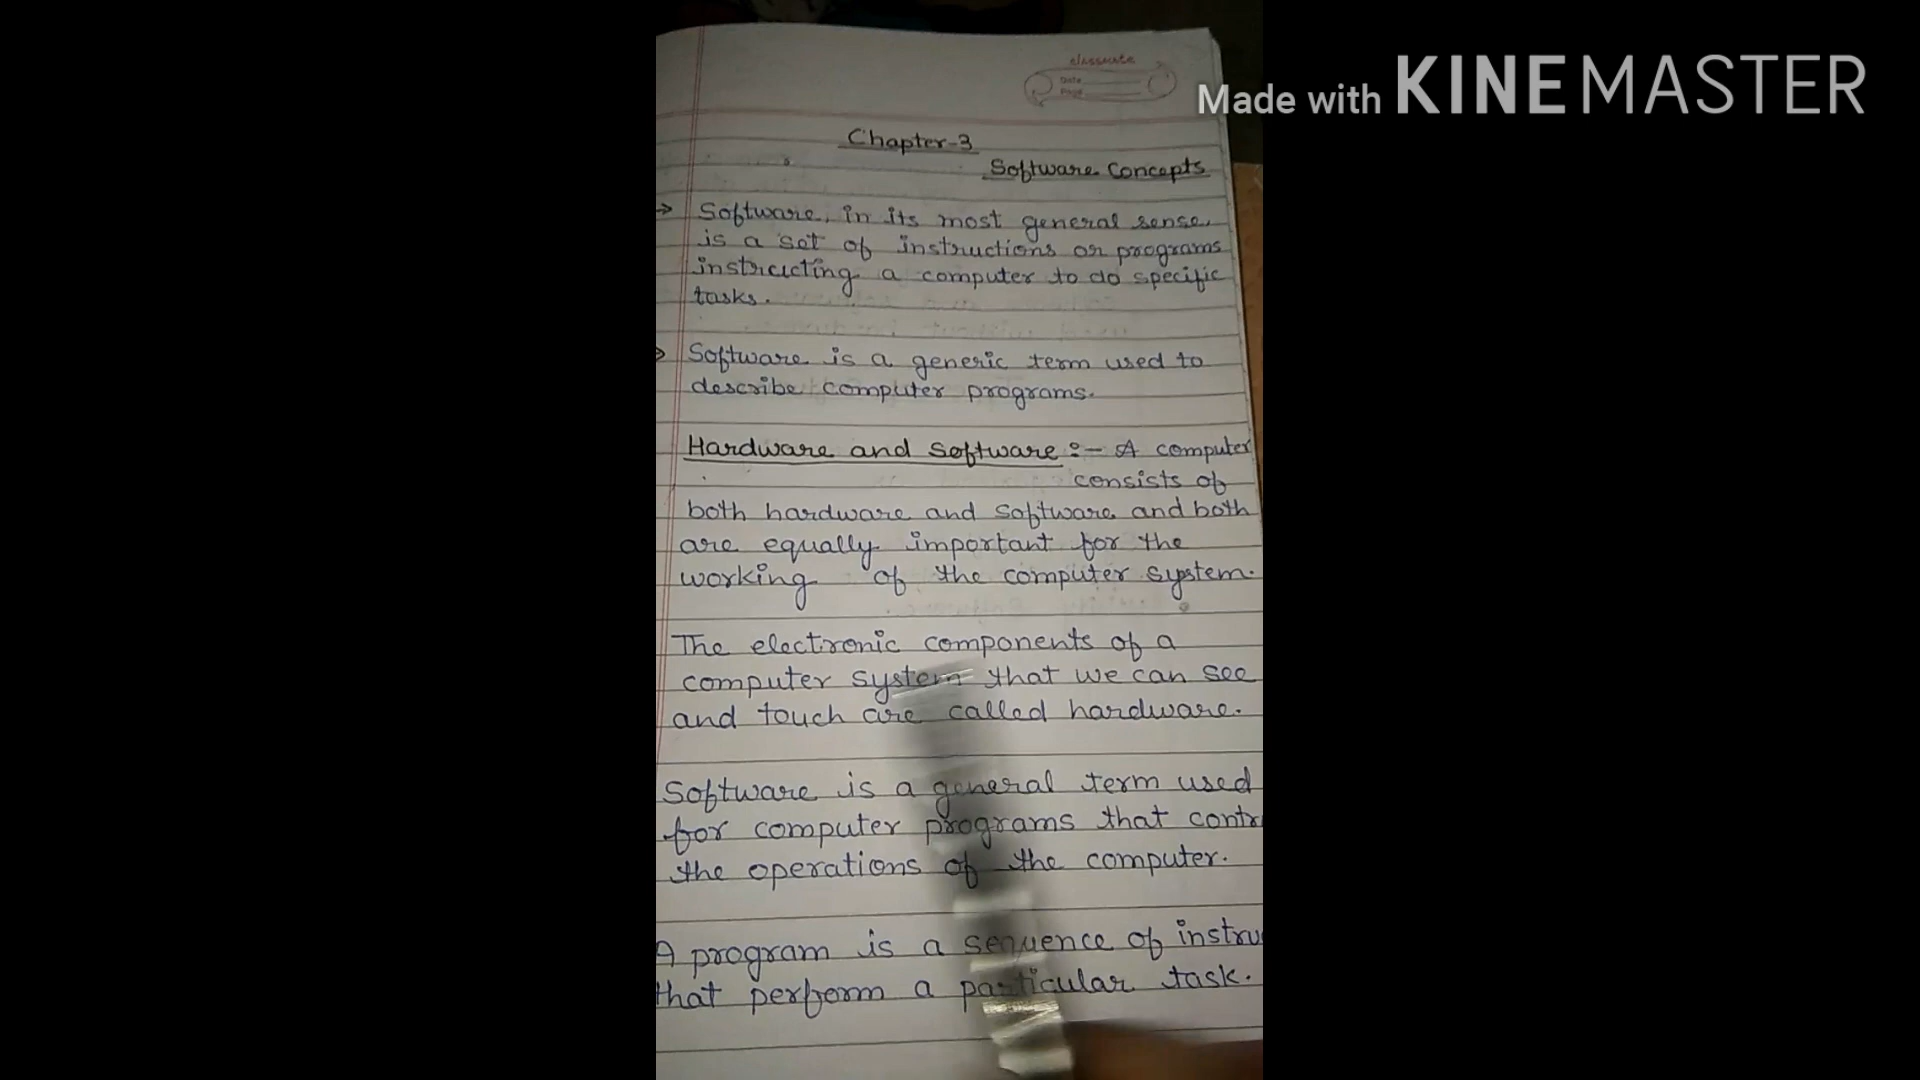 classmate
Date
Page
Made with KINEMASTER
Chapter-3
Software Concepts
→ Software, in its most general sense,
is a set of instructions or programs
instructing a computer to do specific
tasks.
→ Software is a generic term used to
describe computer programs.
Hardware and Software :- A computer
consists of
both hardware and software and both
are equally important for the
working of the computer system.
The electronic components of a
computer system that we can see
and touch are called hardware.
Software is a general term used
for computer programs that contr
the operations of the computer.
A program is a sequence of instru
that perform a particular task.